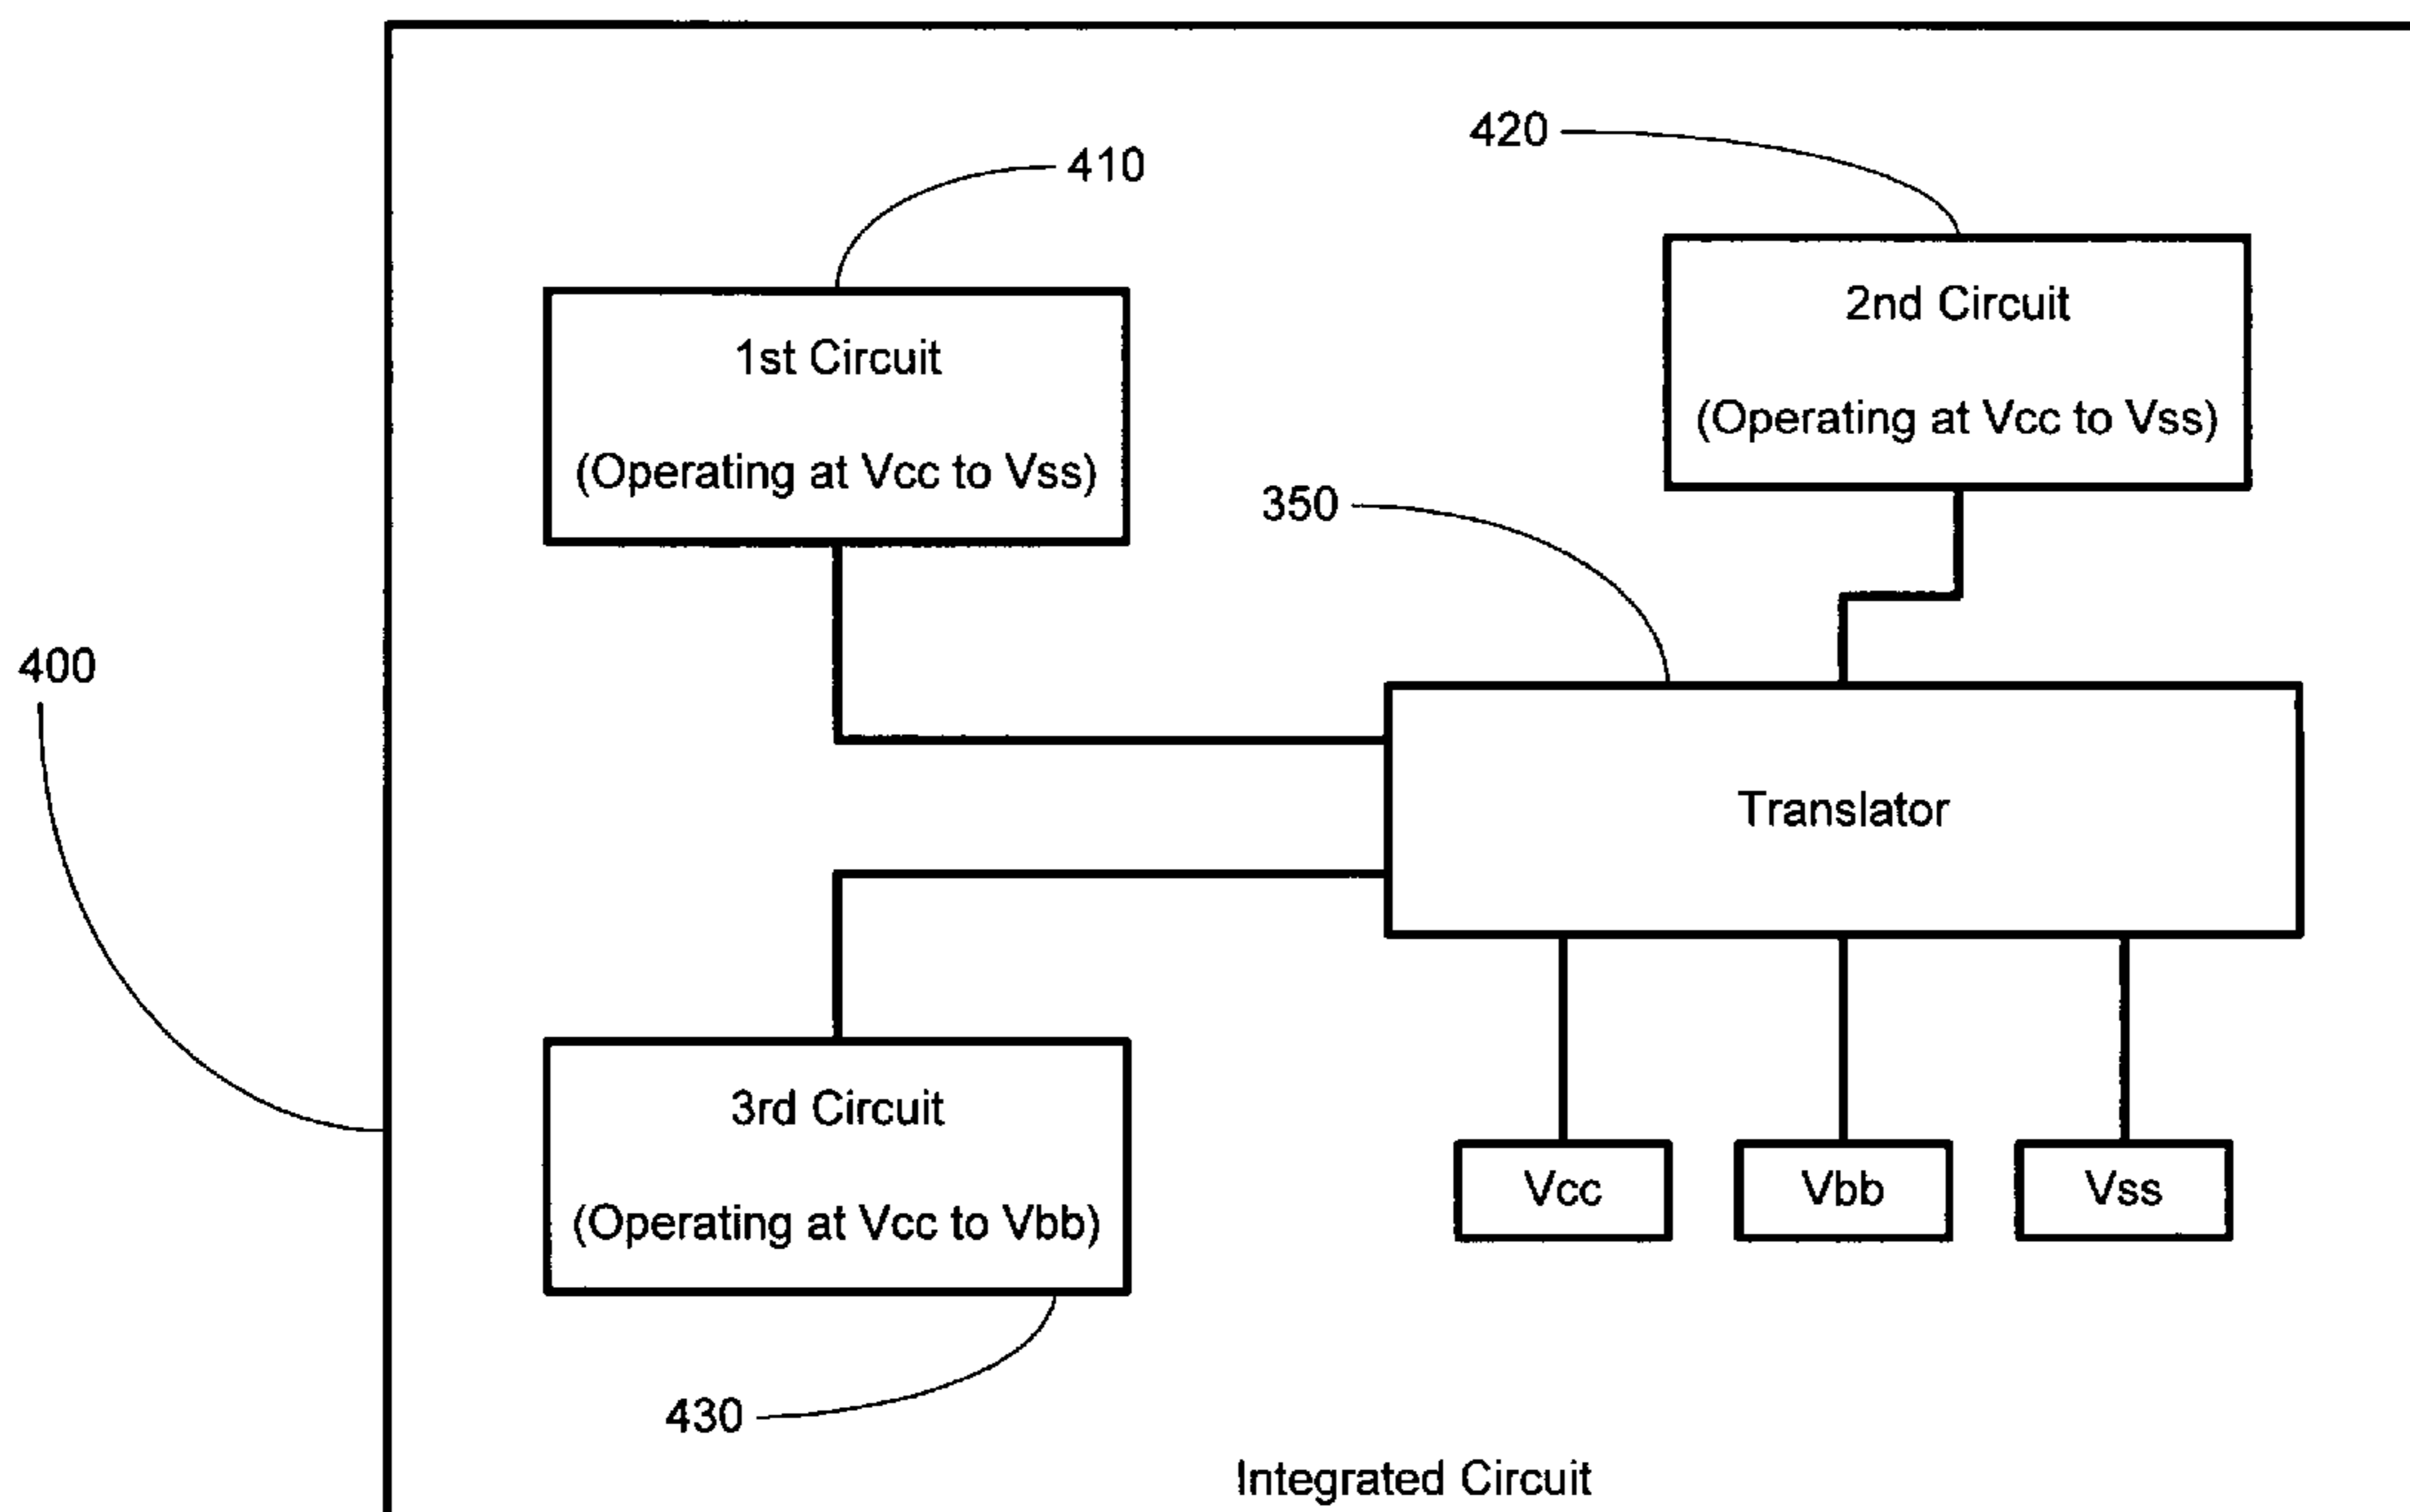 420
410
2nd Circuit
(Operating at Vcc to Vss)
1st Circuit
(Operating at Vcc to Vss)
350
400
Translator
3rd Circuit
(Operating at Vcc to Vbb)
Vcc
Vbb
Vss
430
Integrated Circuit